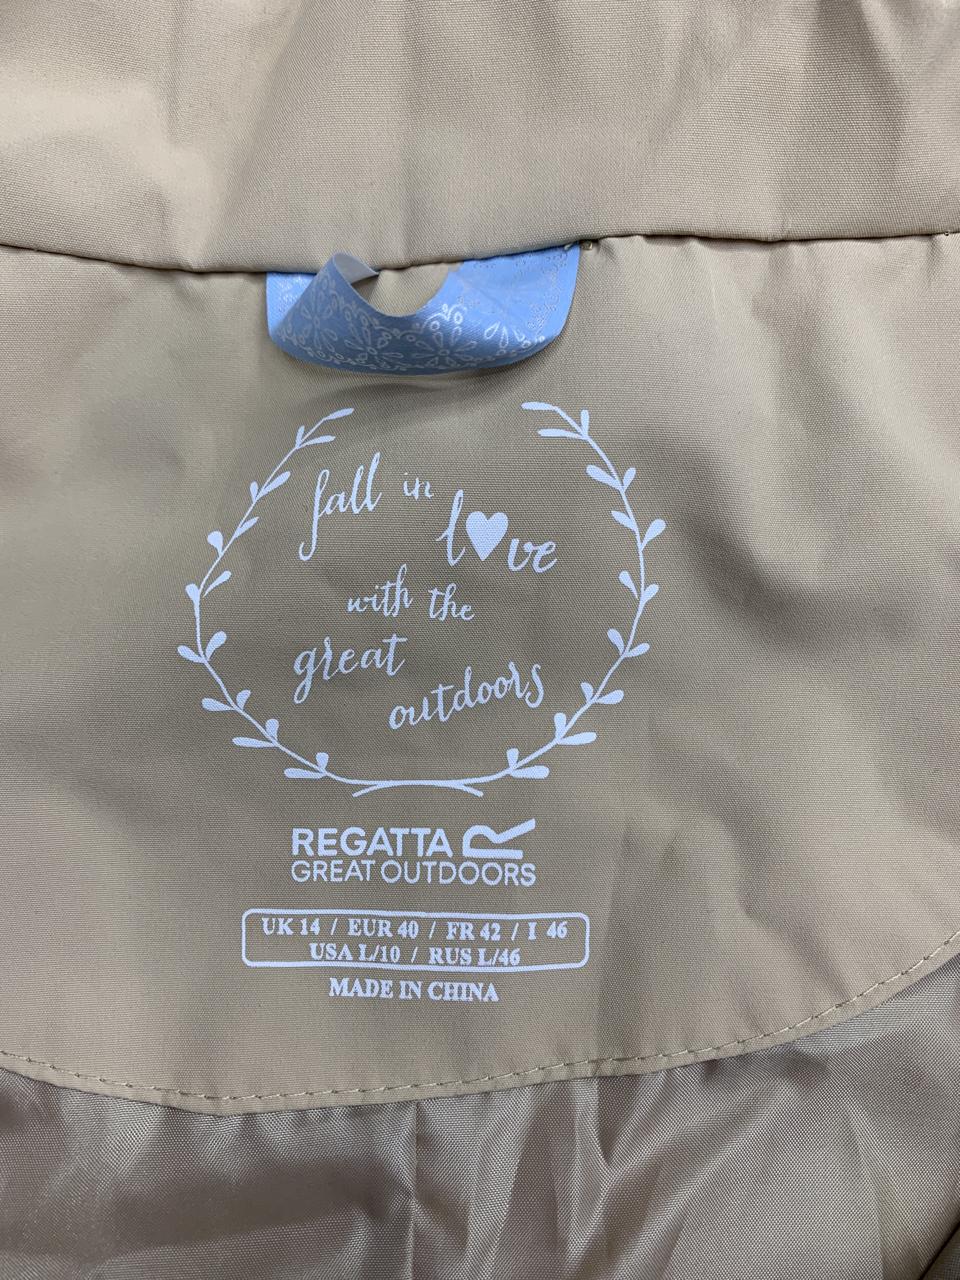 fall in
l♥ve
with the
great
outdoors
REGATTA
GREAT OUTDOORS
UK 14 / EUR 40 / FR 42 / I 46
USA L/10 / RUS L/46
MADE IN CHINA